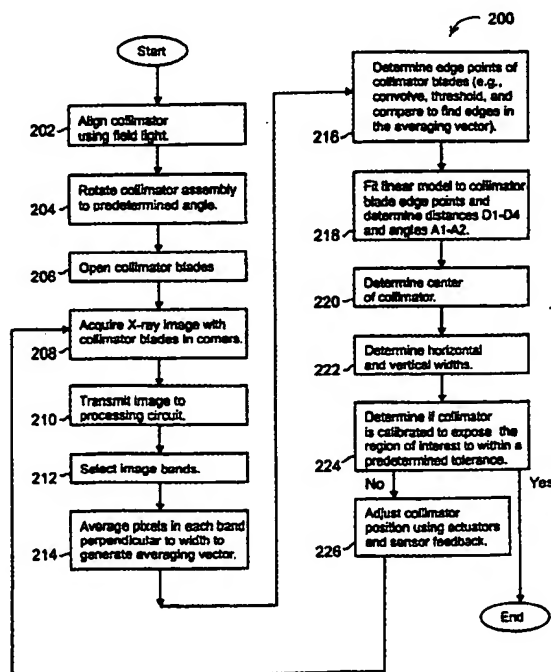 200
Start
202
Align collimator
using field light.
204
Rotate collimator assembly
to predetermined angle.
206
Open collimator blades
208
Acquire X-ray image with
collimator blades in corners.
210
Transmit image to
processing circuit.
212
Select image bands.
214
Average pixels in each band
perpendicular to width to
generate averaging vector.
216
Determine edge points of
collimator blades (e.g.,
convolve, threshold, and
compare to find edges in
the averaging vector).
218
Fit linear model to collimator
blade edge points and
determine distances D1-D4
and angles A1-A2.
220
Determine center
of collimator.
222
Determine horizontal
and vertical widths.
224
Determine if collimator
is calibrated to expose the
region of interest to within a
predetermined tolerance.
No
Yes
226
Adjust collimator
position using actuators
and sensor feedback.
End